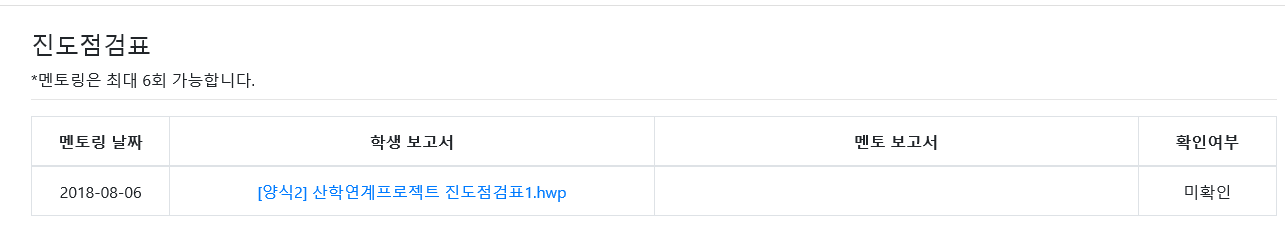 진도점검표
*멘토링은 최대 6회 가능합니다.
멘토링 날짜 학생 보고서 멘토 보고서 확인여부
2018-08-06 [양식2] 산학연계프로젝트 진도점검표1.hwp 미확인